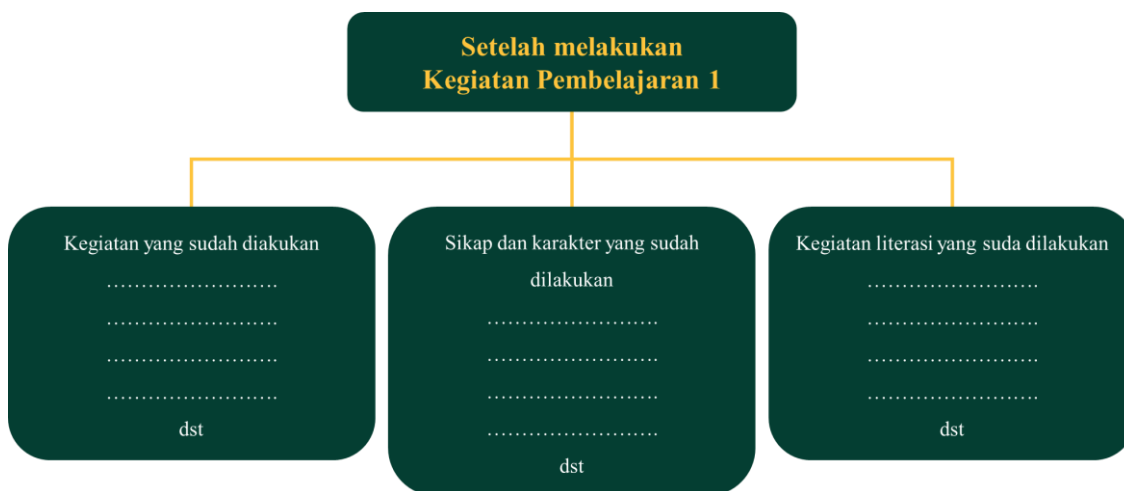 Setelah melakukan
Kegiatan Pembelajaran 1
Kegiatan yang sudah diakukan
……………………
……………………
……………………
……………………
dst
Sikap dan karakter yang sudah
dilakukan
……………………
……………………
……………………
……………………
dst
Kegiatan literasi yang suda dilakukan
……………………
……………………
……………………
……………………
dst